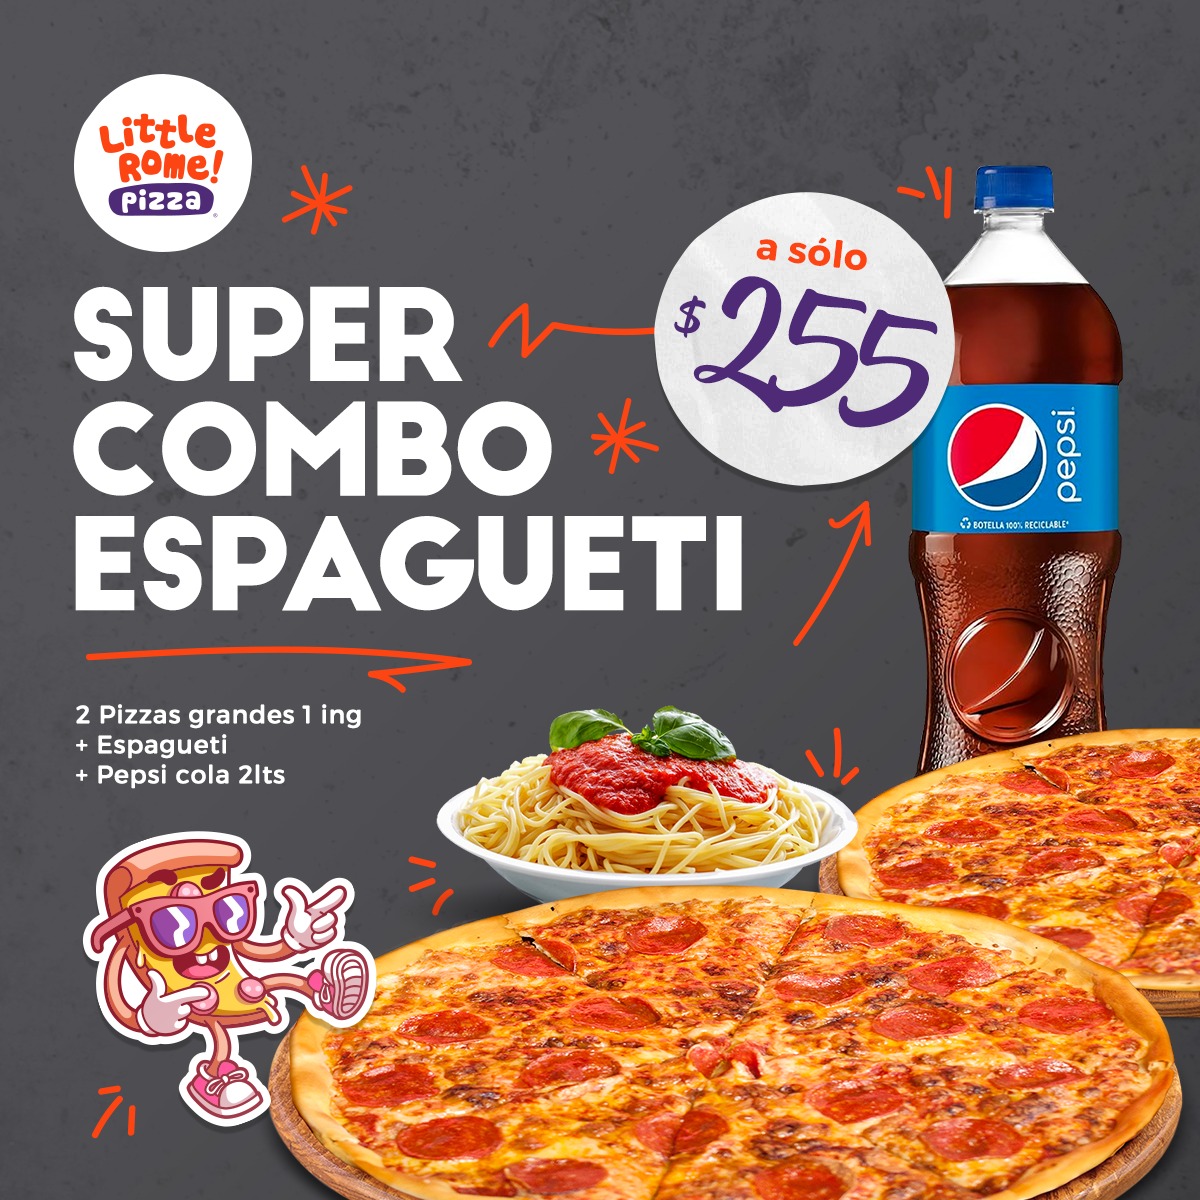 Little
Rome!
Pizza
SUPER
COMBO
ESPAGUETI
a sólo
$255
pepsi
BOTELLA 100% RECICLABLE*
2 Pizzas grandes 1 ing
+ Espagueti
+ Pepsi cola 2lts